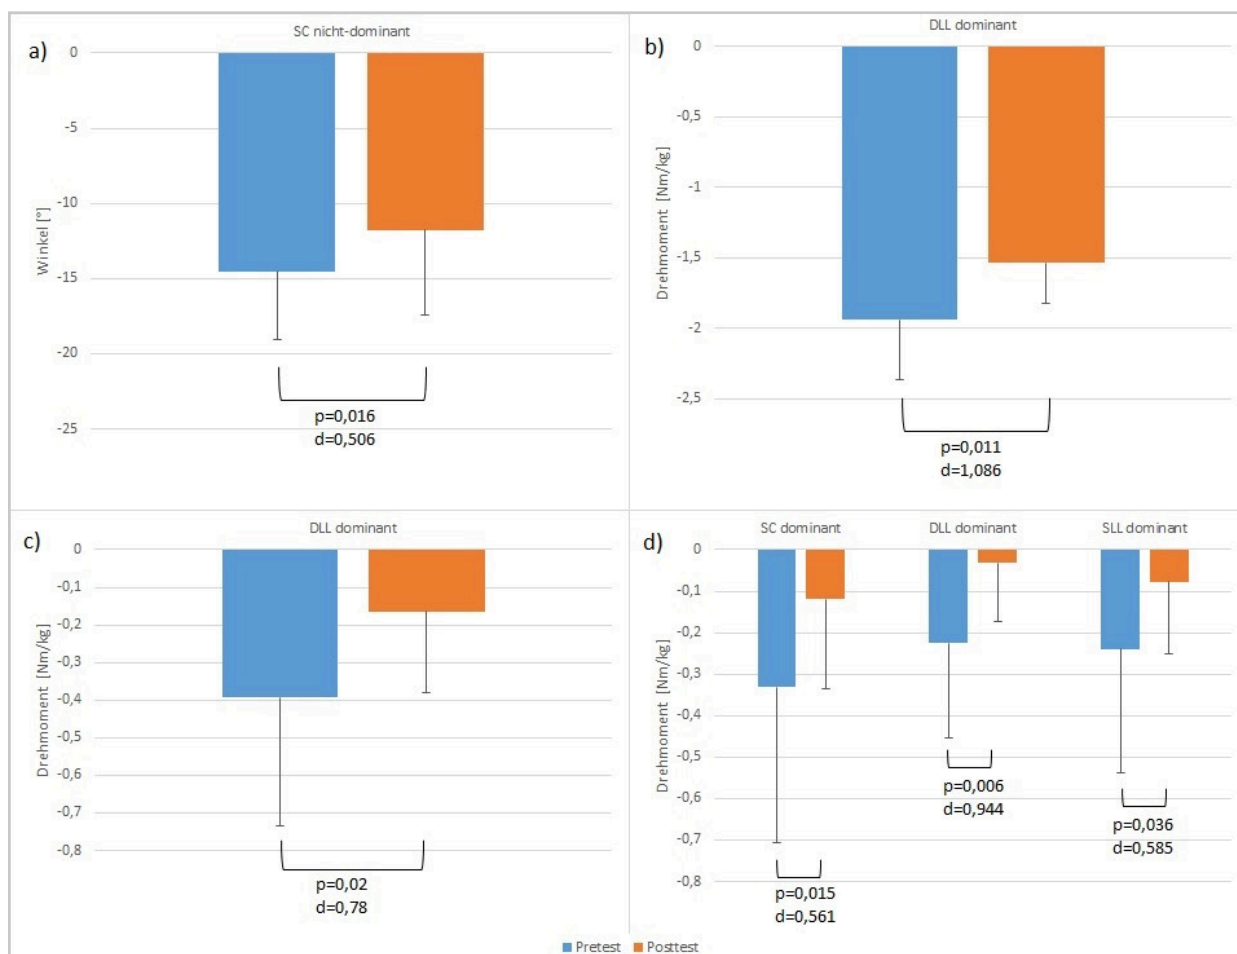 a)
SC nicht-dominant
0
-5
-10
-15
-20
-25
Winkel [°]
p=0,016
d=0,506
b)
DLL dominant
0
-0,5
-1
-1,5
-2
-2,5
Drehmoment [Nm/kg]
p=0,011
d=1,086
c)
DLL dominant
0
-0,1
-0,2
-0,3
-0,4
-0,5
-0,6
-0,7
-0,8
Drehmoment [Nm/kg]
p=0,02
d=0,78
d)
SC dominant
DLL dominant
SLL dominant
0
-0,1
-0,2
-0,3
-0,4
-0,5
-0,6
-0,7
-0,8
Drehmoment [Nm/kg]
p=0,015
d=0,561
p=0,006
d=0,944
p=0,036
d=0,585
Pretest Posttest